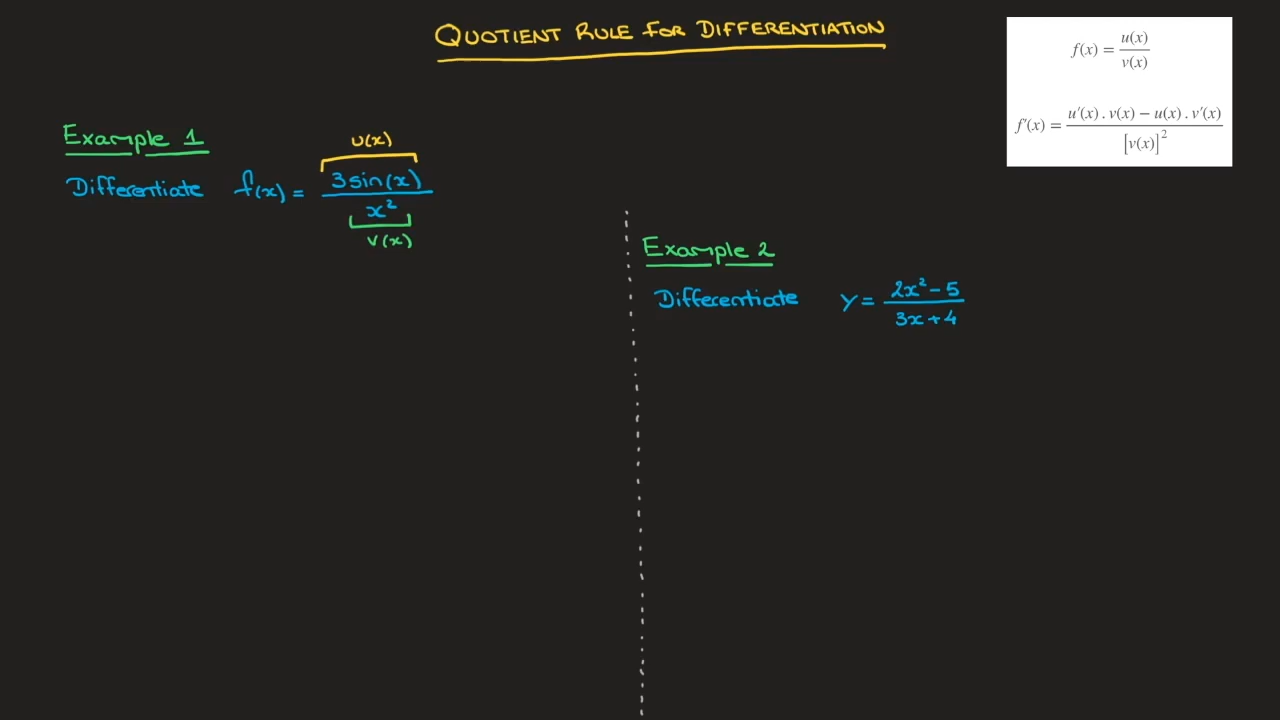 QUOTIENT RULE FOR DIFFERENTIATION
f(x) = u(x) / v(x)
f′(x) = u′(x) . v(x) − u(x) . v′(x) / [v(x)]²
Example 1
u(x)
Differentiate f(x) = 3sin(x) / x²
v(x)
Example 2
Differentiate y = 2x² - 5 / 3x + 4